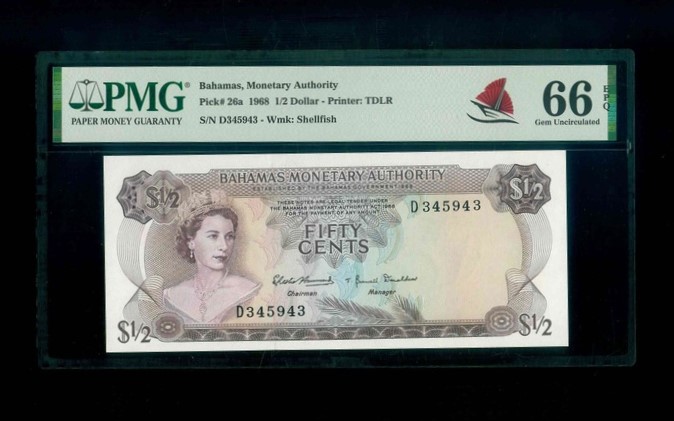 PMG®
PAPER MONEY GUARANTY
Bahamas, Monetary Authority
Pick# 26a 1968 1/2 Dollar - Printer: TDLR
S/N D345943 - Wmk: Shellfish
66 EPQ
Gem Uncirculated
$1/2
BAHAMAS MONETARY AUTHORITY
$1/2
ESTABLISHED BY THE BAHAMAS GOVERNMENT 1968
THESE NOTES ARE LEGAL TENDER UNDER
THE BAHAMAS MONETARY AUTHORITY ACT 1968
FOR THE PAYMENT OF ANY AMOUNT
D345943
FIFTY
CENTS
Chairman
Manager
D345943
$1/2
$1/2